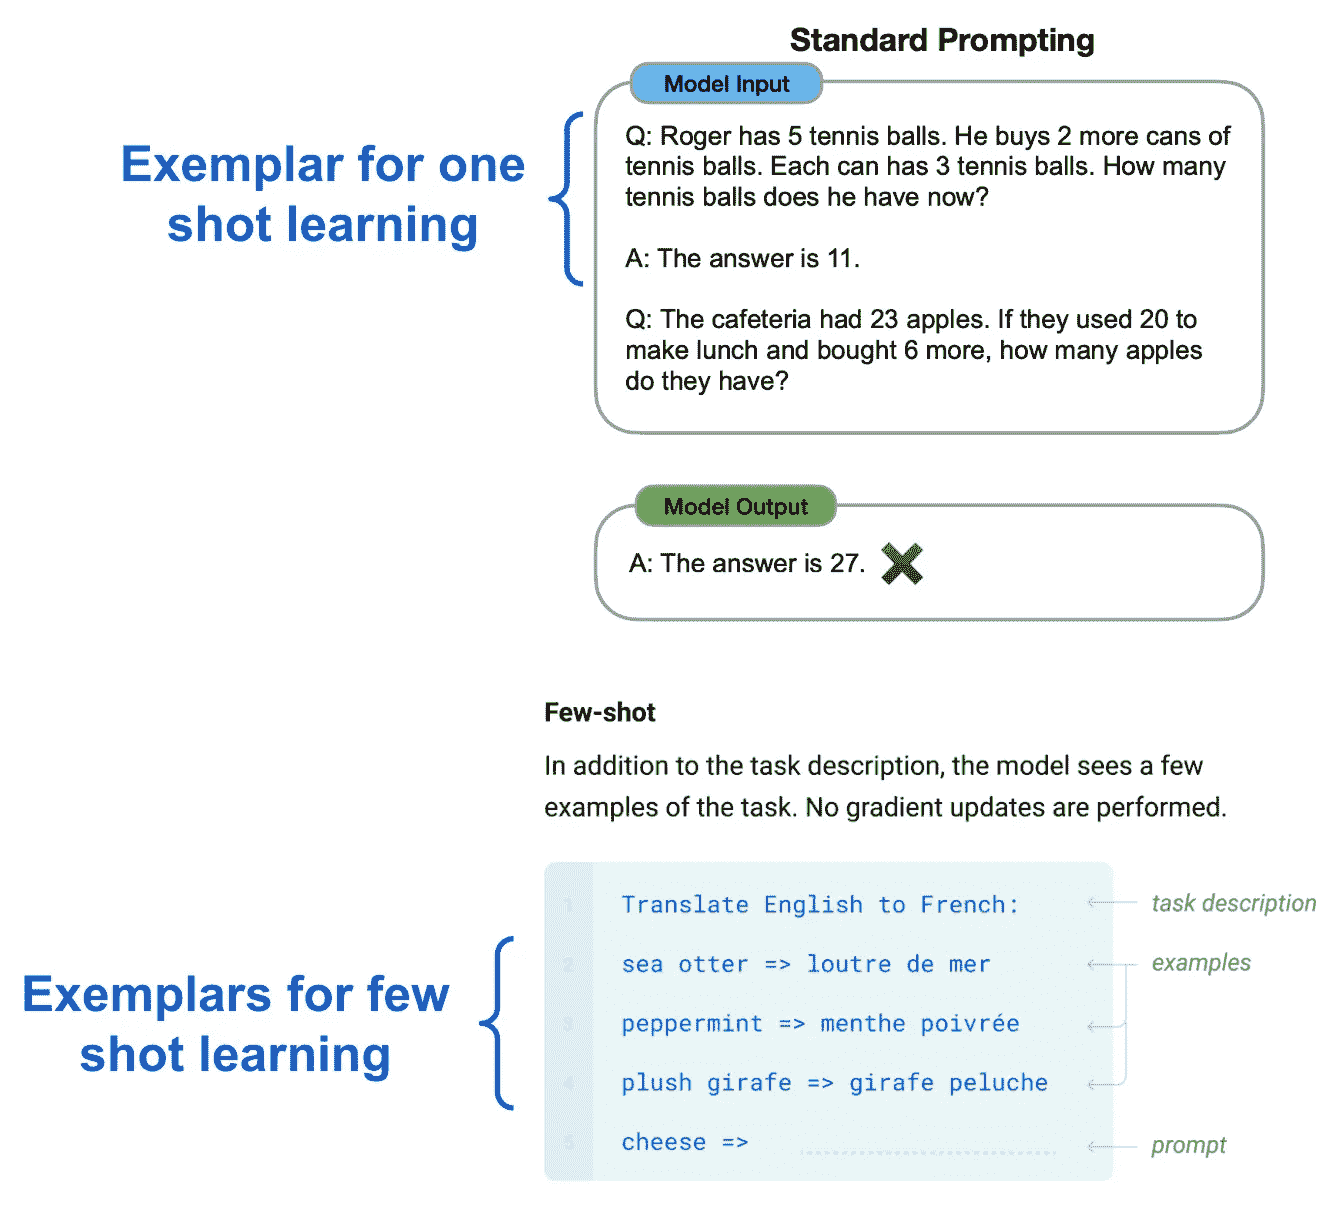 Standard Prompting
Model Input
Exemplar for one
shot learning
Q: Roger has 5 tennis balls. He buys 2 more cans of
tennis balls. Each can has 3 tennis balls. How many
tennis balls does he have now?
A: The answer is 11.
Q: The cafeteria had 23 apples. If they used 20 to
make lunch and bought 6 more, how many apples
do they have?
Model Output
A: The answer is 27.
Few-shot
In addition to the task description, the model sees a few
examples of the task. No gradient updates are performed.
Exemplars for few
shot learning
1 Translate English to French: task description
2 sea otter => loutre de mer examples
3 peppermint => menthe poivrée
4 plush girafe => girafe peluche
5 cheese => prompt